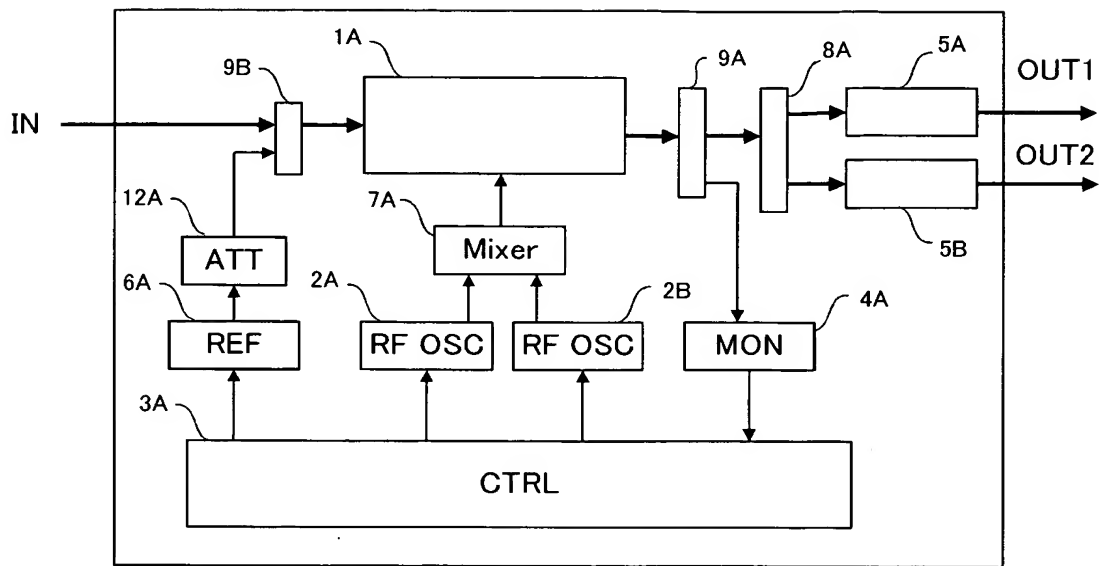 1A
9A
8A
5A
9B
OUT1
IN
OUT2
12A
7A
5B
ATT
Mixer
6A
2A
2B
4A
REF
RF OSC
RF OSC
MON
3A
CTRL